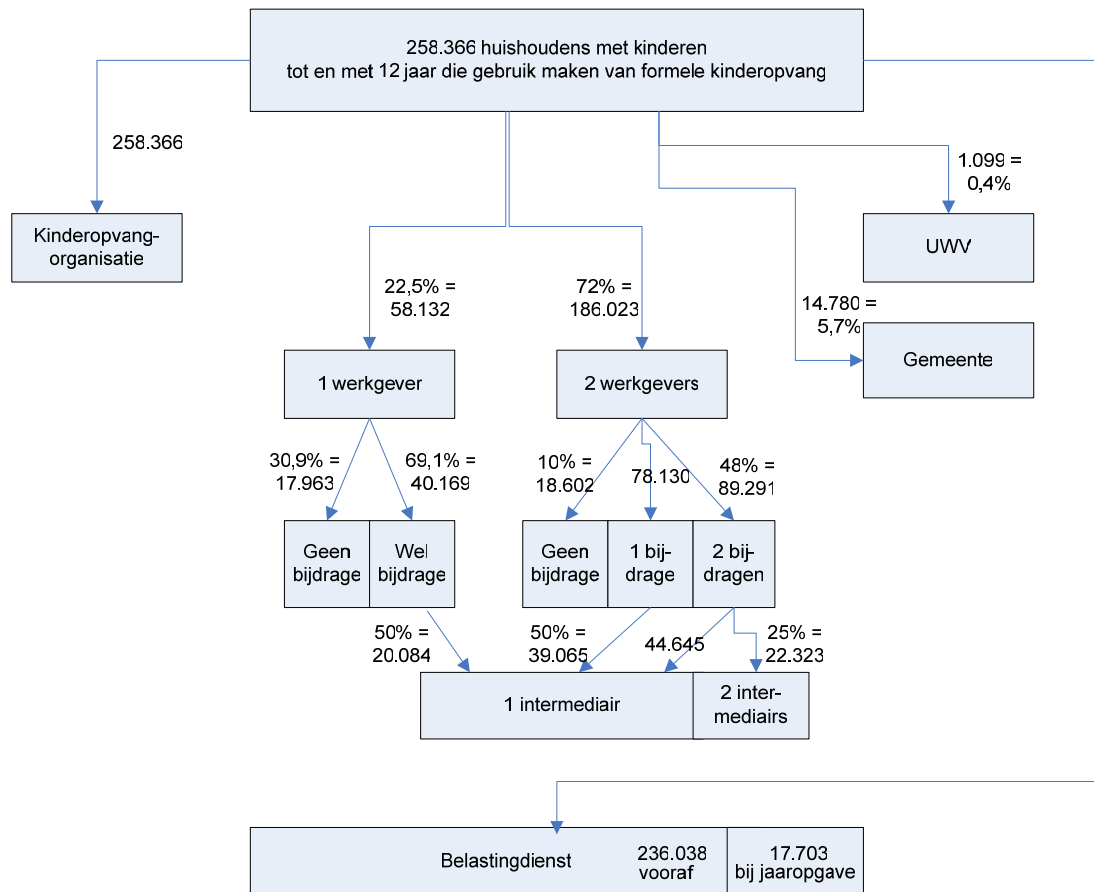 258.366 huishoudens met kinderen
tot en met 12 jaar die gebruik maken van formele kinderopvang
258.366
1.099 =
0,4%
Kinderopvang-
organisatie
UWV
22,5% =
58.132
72% =
186.023
14.780 =
5,7%
Gemeente
1 werkgever
2 werkgevers
30,9% =
17.963
69,1% =
40.169
10% =
18.602
78.130
48% =
89.291
Geen
bijdrage
Wel
bijdrage
Geen
bijdrage
1 bij-
drage
2 bij-
dragen
50% =
20.084
50% =
39.065
44.645
25% =
22.323
1 intermediair
2 inter-
mediairs
Belastingdienst
236.038
vooraf
17.703
bij jaaropgave